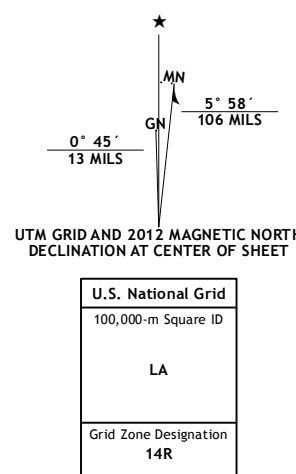 ★
MN
5° 58´
106 MILS
GN
0° 45´
13 MILS
UTM GRID AND 2012 MAGNETIC NORTH
DECLINATION AT CENTER OF SHEET
U.S. National Grid
100,000-m Square ID
LA
Grid Zone Designation
14R